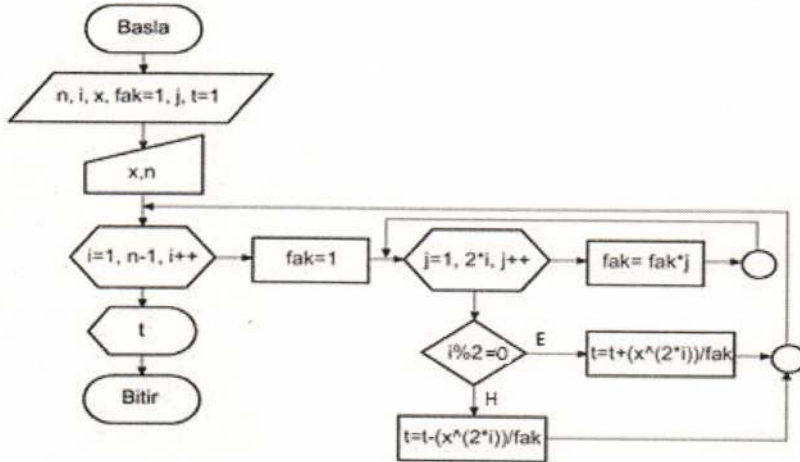 Basla
n, i, x, fak=1, j, t=1
x,n
i=1, n-1, i++
fak=1
j=1, 2*i, j++
fak= fak*j
t
i%2=0
E
t=t+(x^(2*i))/fak
H
Bitir
t=t-(x^(2*i))/fak